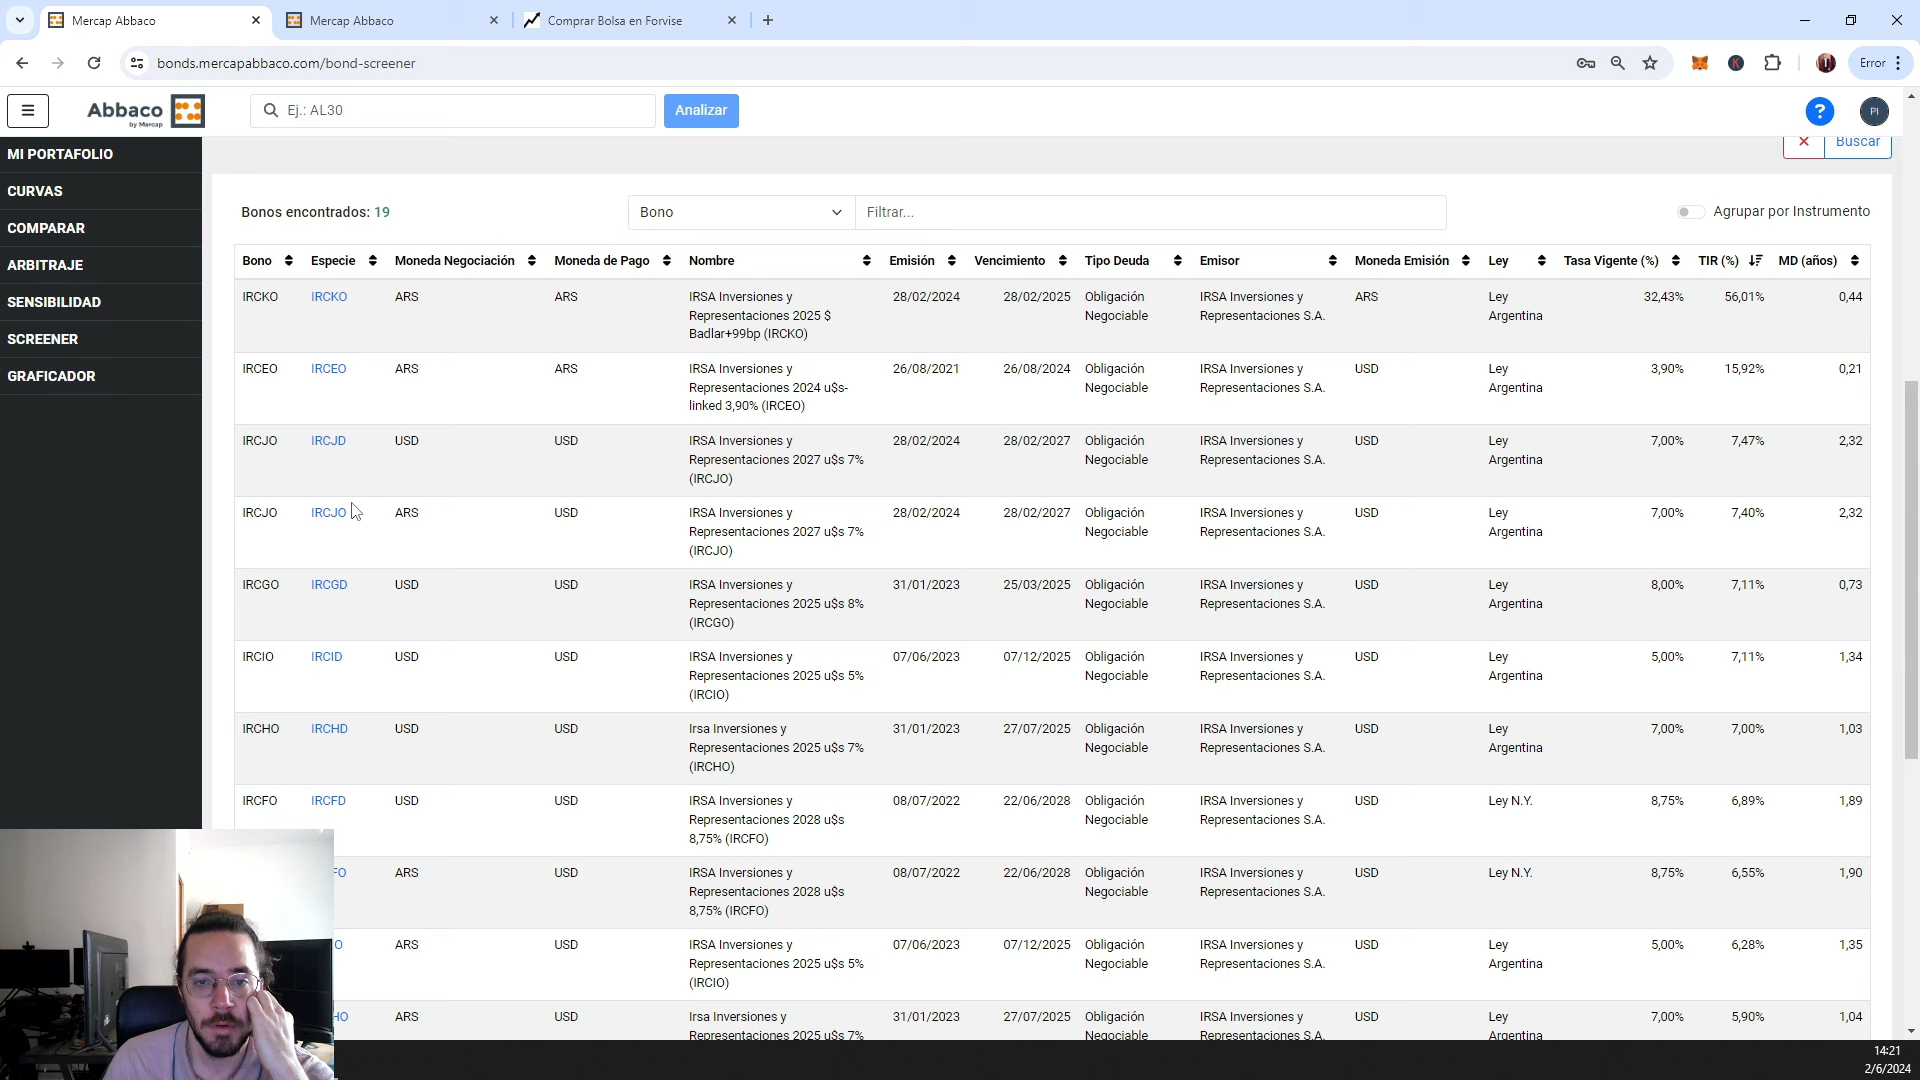 Mercap Abbaco
Mercap Abbaco
Comprar Bolsa en Forvise
bonds.mercapabbaco.com/bond-screener
Error
Abbaco
by Mercap
Ej.: AL30
Analizar
?
PI
MI PORTAFOLIO
CURVAS
COMPARAR
ARBITRAJE
SENSIBILIDAD
SCREENER
GRAFICADOR
Buscar
Bonos encontrados: 19
Bono
Filtrar...
Agrupar por Instrumento
Bono Especie Moneda Negociación Moneda de Pago Nombre Emisión Vencimiento Tipo Deuda Emisor Moneda Emisión Ley Tasa Vigente (%) TIR (%) MD (años)
IRCKO IRCKO ARS ARS IRSA Inversiones y 28/02/2024 28/02/2025 Obligación IRSA Inversiones y ARS Ley 32,43% 56,01% 0,44
Representaciones 2025 $ Negociable Representaciones S.A. Argentina
Badlar+99bp (IRCKO)
IRCEO IRCEO ARS ARS IRSA Inversiones y 26/08/2021 26/08/2024 Obligación IRSA Inversiones y USD Ley 3,90% 15,92% 0,21
Representaciones 2024 u$s- Negociable Representaciones S.A. Argentina
linked 3,90% (IRCEO)
IRCJO IRCJD USD USD IRSA Inversiones y 28/02/2024 28/02/2027 Obligación IRSA Inversiones y USD Ley 7,00% 7,47% 2,32
Representaciones 2027 u$s 7% Negociable Representaciones S.A. Argentina
(IRCJO)
IRCJO IRCJO ARS USD IRSA Inversiones y 28/02/2024 28/02/2027 Obligación IRSA Inversiones y USD Ley 7,00% 7,40% 2,32
Representaciones 2027 u$s 7% Negociable Representaciones S.A. Argentina
(IRCJO)
IRCGO IRCGD USD USD IRSA Inversiones y 31/01/2023 25/03/2025 Obligación IRSA Inversiones y USD Ley 8,00% 7,11% 0,73
Representaciones 2025 u$s 8% Negociable Representaciones S.A. Argentina
(IRCGO)
IRCIO IRCID USD USD IRSA Inversiones y 07/06/2023 07/12/2025 Obligación IRSA Inversiones y USD Ley 5,00% 7,11% 1,34
Representaciones 2025 u$s 5% Negociable Representaciones S.A. Argentina
(IRCIO)
IRCHO IRCHD USD USD Irsa Inversiones y 31/01/2023 27/07/2025 Obligación IRSA Inversiones y USD Ley 7,00% 7,00% 1,03
Representaciones 2025 u$s 7% Negociable Representaciones S.A. Argentina
(IRCHO)
IRCFO IRCFD USD USD IRSA Inversiones y 08/07/2022 22/06/2028 Obligación IRSA Inversiones y USD Ley N.Y. 8,75% 6,89% 1,89
Representaciones 2028 u$s Negociable Representaciones S.A.
8,75% (IRCFO)
FO ARS USD IRSA Inversiones y 08/07/2022 22/06/2028 Obligación IRSA Inversiones y USD Ley N.Y. 8,75% 6,55% 1,90
Representaciones 2028 u$s Negociable Representaciones S.A.
8,75% (IRCFO)
O ARS USD IRSA Inversiones y 07/06/2023 07/12/2025 Obligación IRSA Inversiones y USD Ley 5,00% 6,28% 1,35
Representaciones 2025 u$s 5% Negociable Representaciones S.A. Argentina
(IRCIO)
HO ARS USD Irsa Inversiones y 31/01/2023 27/07/2025 Obligación IRSA Inversiones y USD Ley 7,00% 5,90% 1,04
Representaciones 2025 u$s 7% Negociable Representaciones S.A. Argentina
14:21
2/6/2024